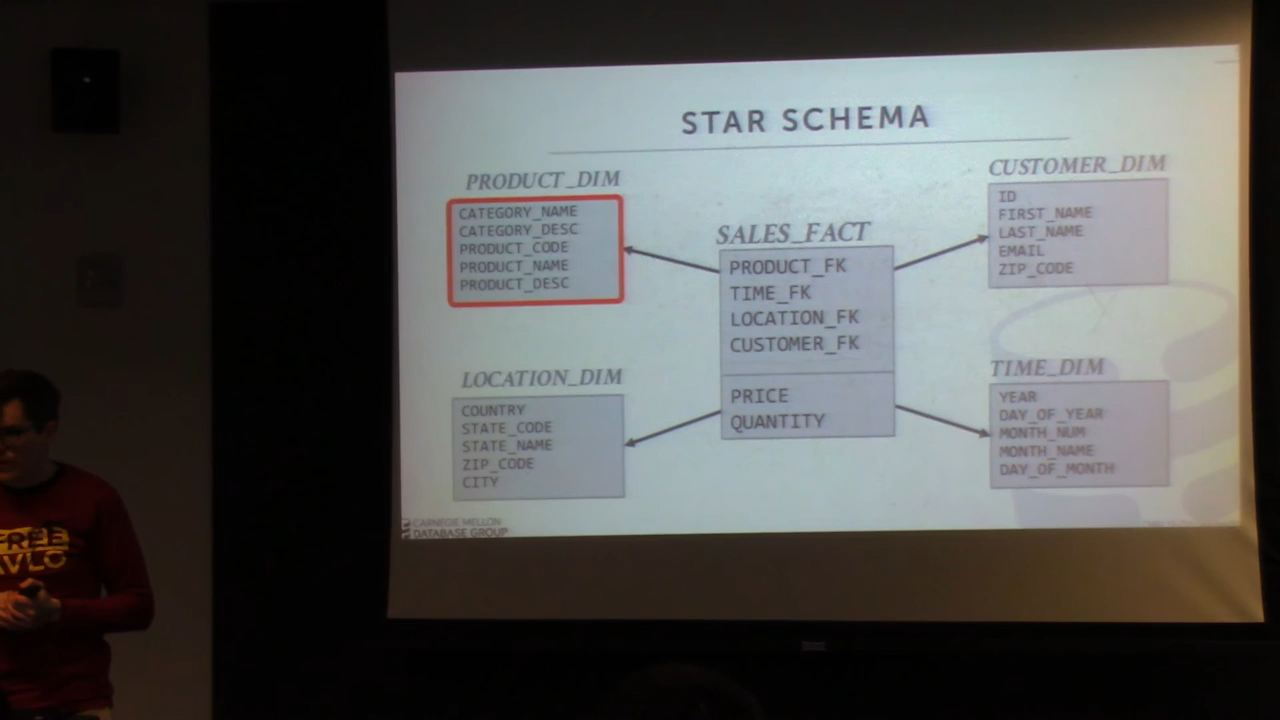 STAR SCHEMA
PRODUCT_DIM
CATEGORY_NAME
CATEGORY_DESC
PRODUCT_CODE
PRODUCT_NAME
PRODUCT_DESC
SALES_FACT
PRODUCT_FK
TIME_FK
LOCATION_FK
CUSTOMER_FK
PRICE
QUANTITY
CUSTOMER_DIM
ID
FIRST_NAME
LAST_NAME
EMAIL
ZIP_CODE
LOCATION_DIM
COUNTRY
STATE_CODE
STATE_NAME
ZIP_CODE
CITY
TIME_DIM
YEAR
DAY_OF_YEAR
MONTH_NUM
MONTH_NAME
DAY_OF_MONTH
CARNEGIE MELLON
DATABASE GROUP
FREE
AVLO